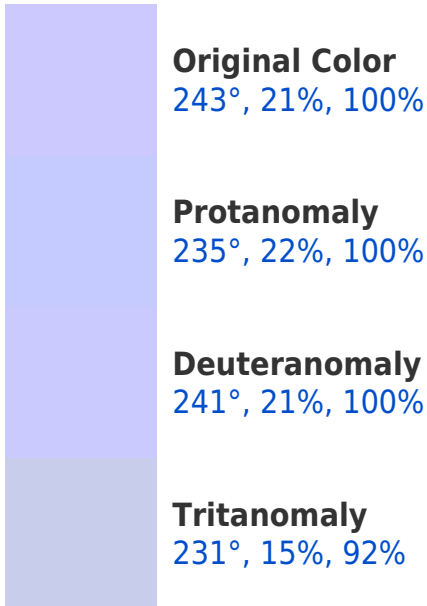 Original Color
243°, 21%, 100%
Protanomaly
235°, 22%, 100%
Deuteranomaly
241°, 21%, 100%
Tritanomaly
231°, 15%, 92%